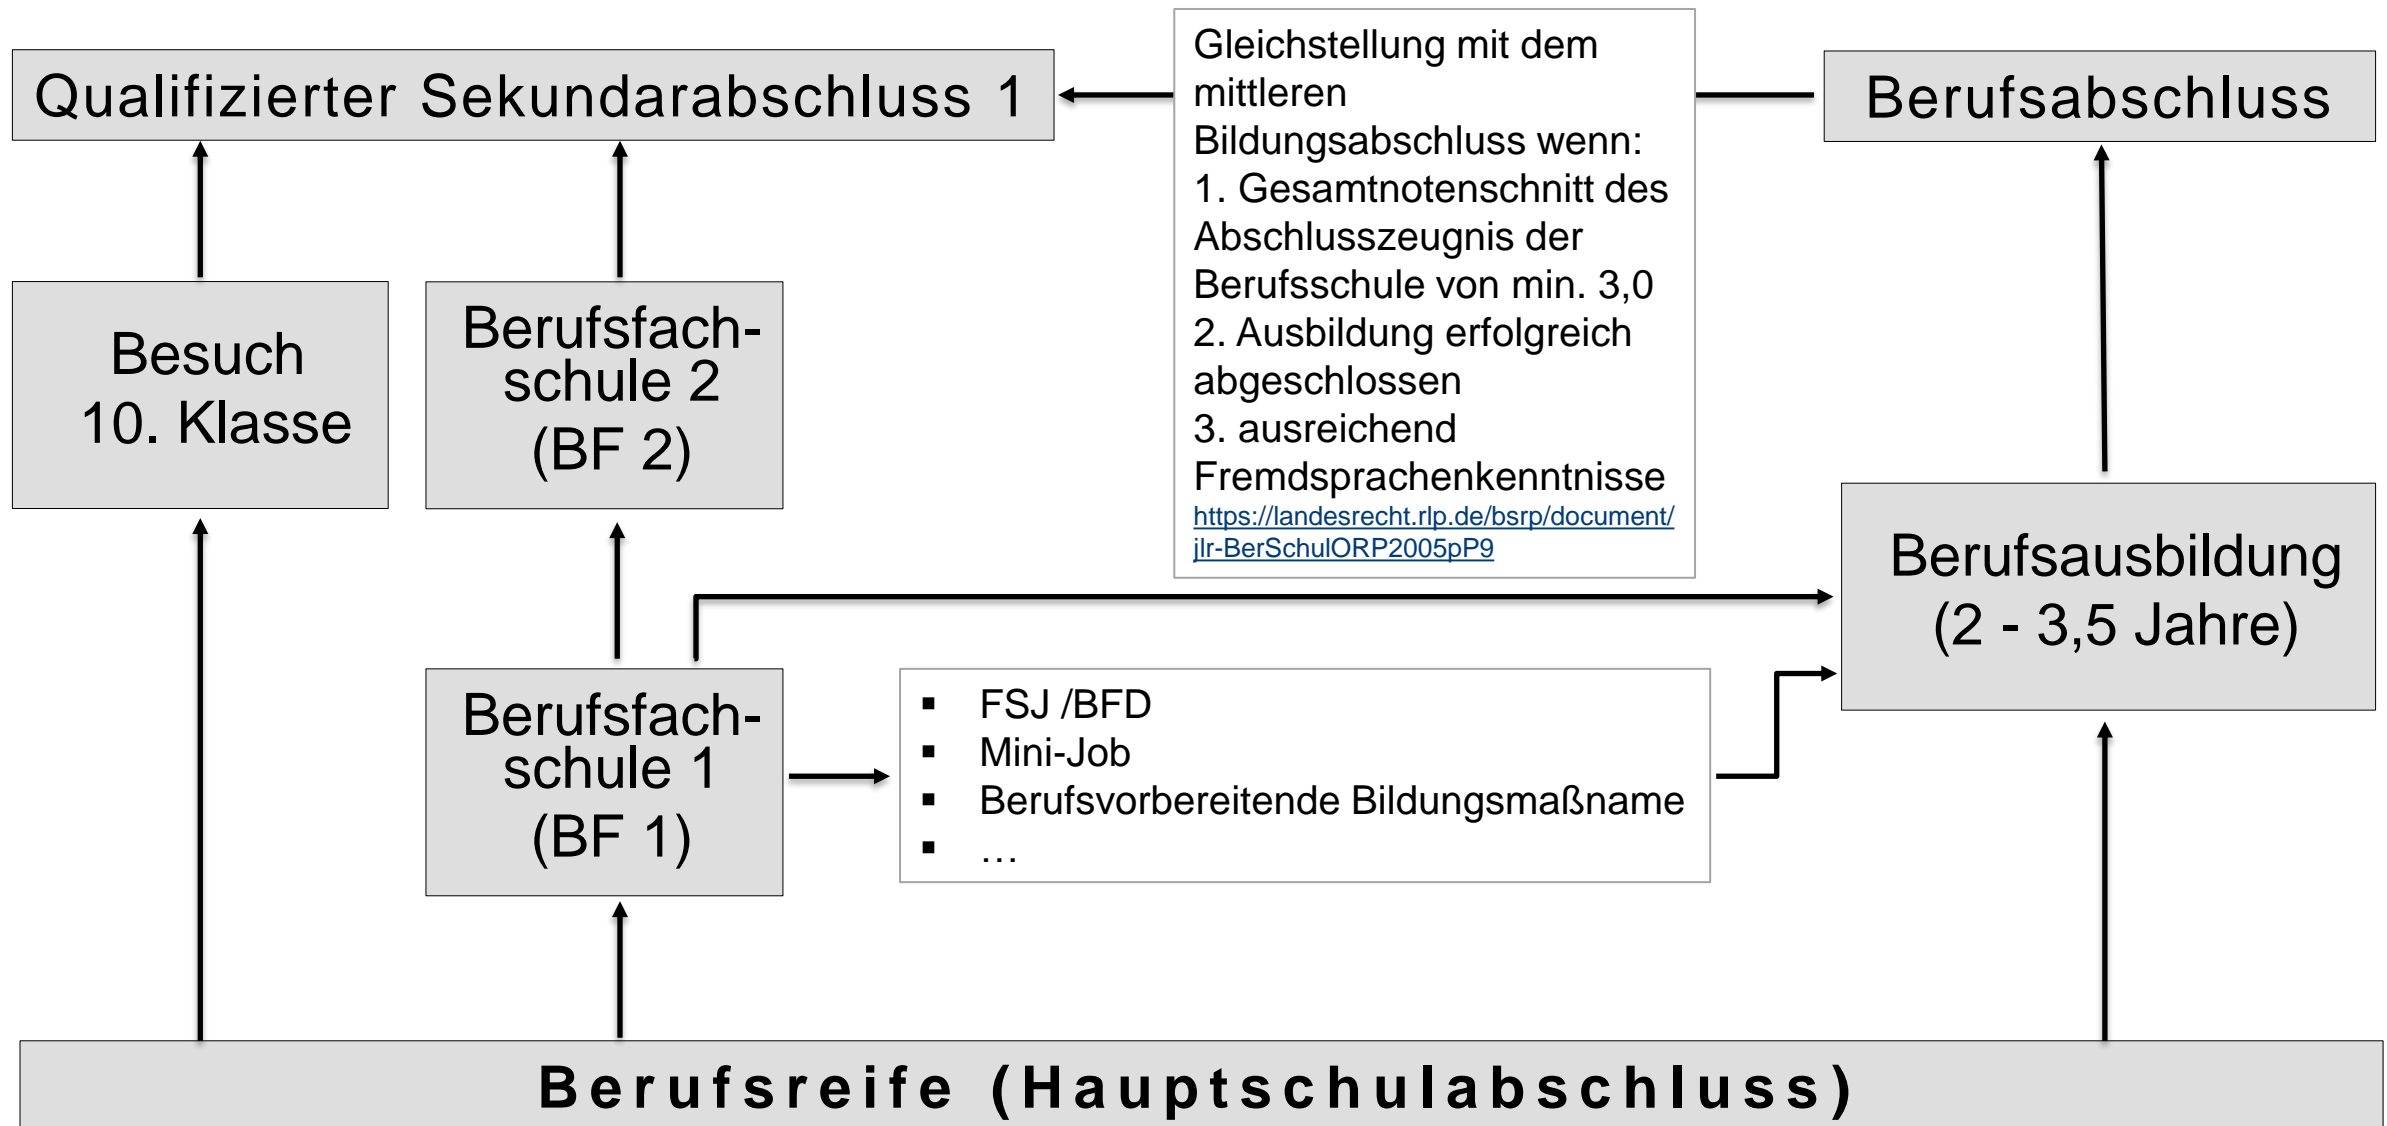 Qualifizierter Sekundarabschluss 1
Gleichstellung mit dem
mittleren
Bildungsabschluss wenn:
1. Gesamtnotenschnitt des
Abschlusszeugnis der
Berufsschule von min. 3,0
2. Ausbildung erfolgreich
abgeschlossen
3. ausreichend
Fremdsprachenkenntnisse
https://landesrecht.rlp.de/bsrp/document/
jlr-BerSchulORP2005pP9
Berufsabschluss
Besuch
10. Klasse
Berufsfach-
schule 2
(BF 2)
Berufsausbildung
(2 - 3,5 Jahre)
Berufsfach-
schule 1
(BF 1)
▪ FSJ /BFD
▪ Mini-Job
▪ Berufsvorbereitende Bildungsmaßname
▪ …
Berufsreife (Hauptschulabschluss)